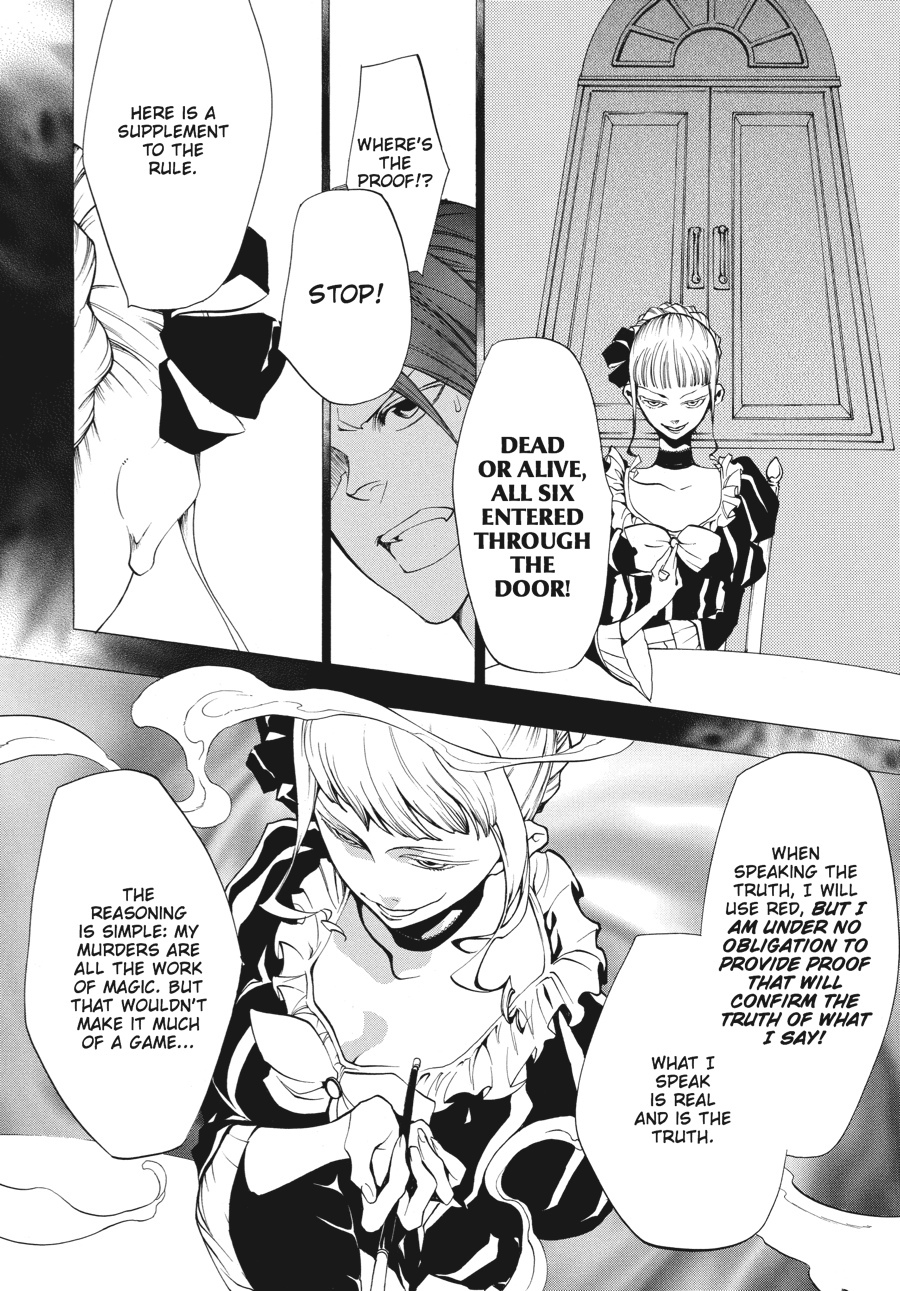 DEAD
OR ALIVE,
ALL SIX
ENTERED
THROUGH
THE
DOOR!
WHERE'S
THE
PROOF!?
STOP!
HERE IS A
SUPPLEMENT
TO THE
RULE.
WHEN
SPEAKING THE
TRUTH, I WILL
USE RED, BUT I
AM UNDER NO
OBLIGATION TO
PROVIDE PROOF
THAT WILL
CONFIRM THE
TRUTH OF WHAT
I SAY!
WHAT I
SPEAK
IS REAL
AND IS THE
TRUTH.
THE
REASONING
IS SIMPLE: MY
MURDERS ARE
ALL THE WORK
OF MAGIC. BUT
THAT WOULDN'T
MAKE IT MUCH
OF A GAME...